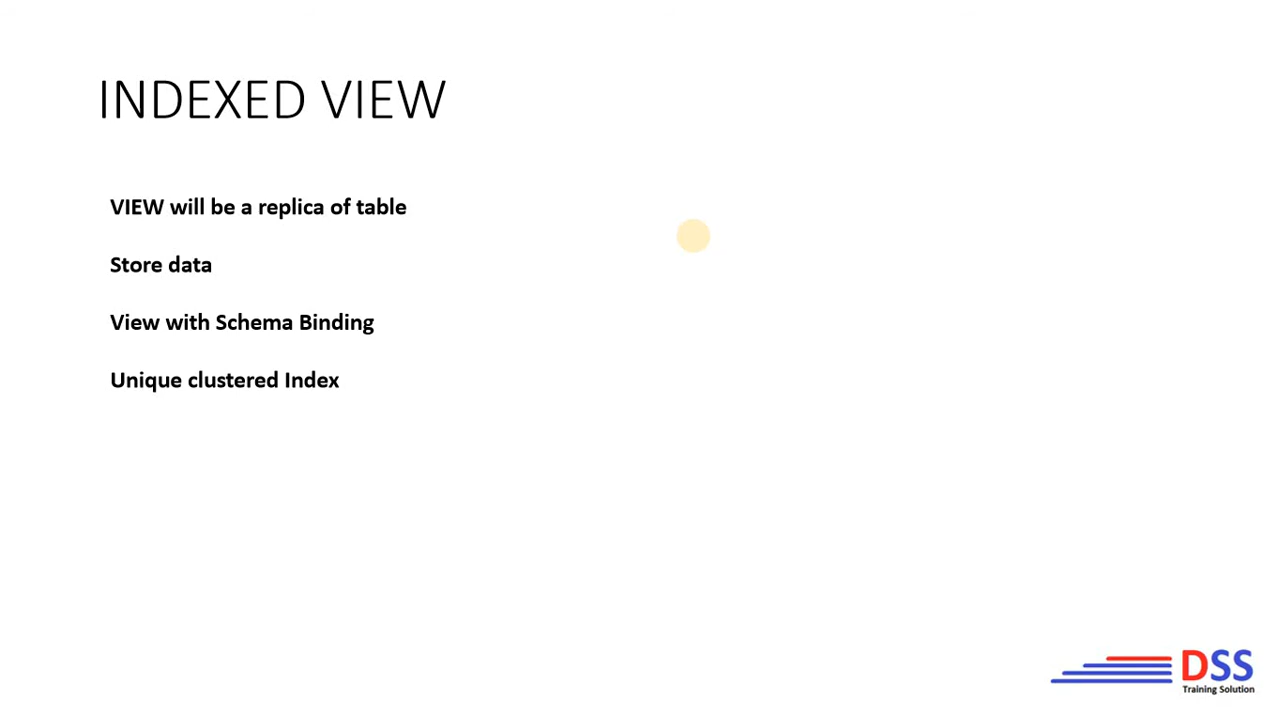 INDEXED VIEW
VIEW will be a replica of table
Store data
View with Schema Binding
Unique clustered Index
DSS
Training Solution